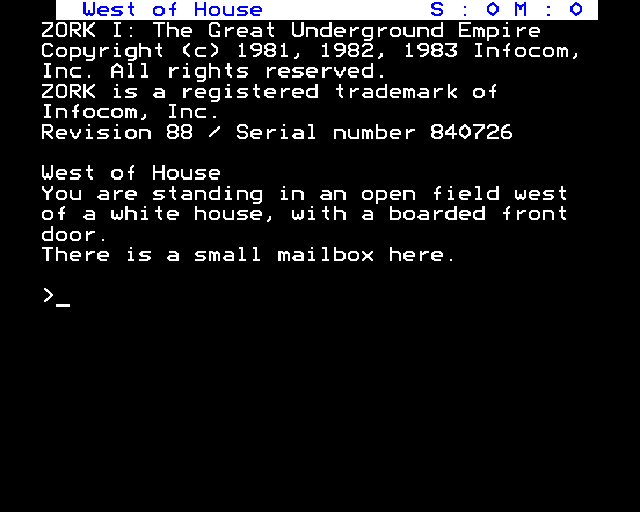 West of House S : 0 M : 0
ZORK I: The Great Underground Empire
Copyright (c) 1981, 1982, 1983 Infocom,
Inc. All rights reserved.
ZORK is a registered trademark of
Infocom, Inc.
Revision 88 / Serial number 840726
West of House
You are standing in an open field west
of a white house, with a boarded front
door.
There is a small mailbox here.
>_